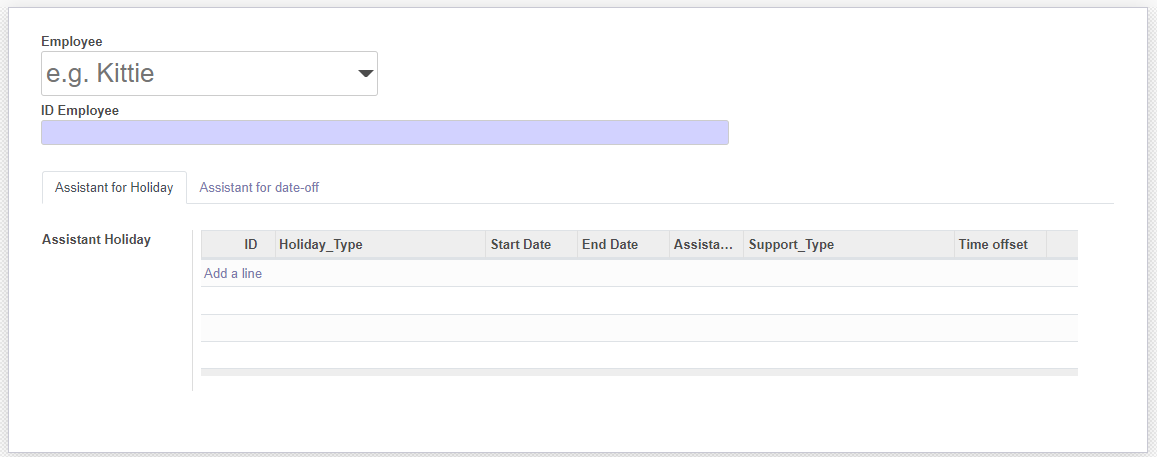 Employee
e.g. Kittie
ID Employee
Assistant for Holiday Assistant for date-off
Assistant Holiday ID Holiday_Type Start Date End Date Assista... Support_Type Time offset
Add a line